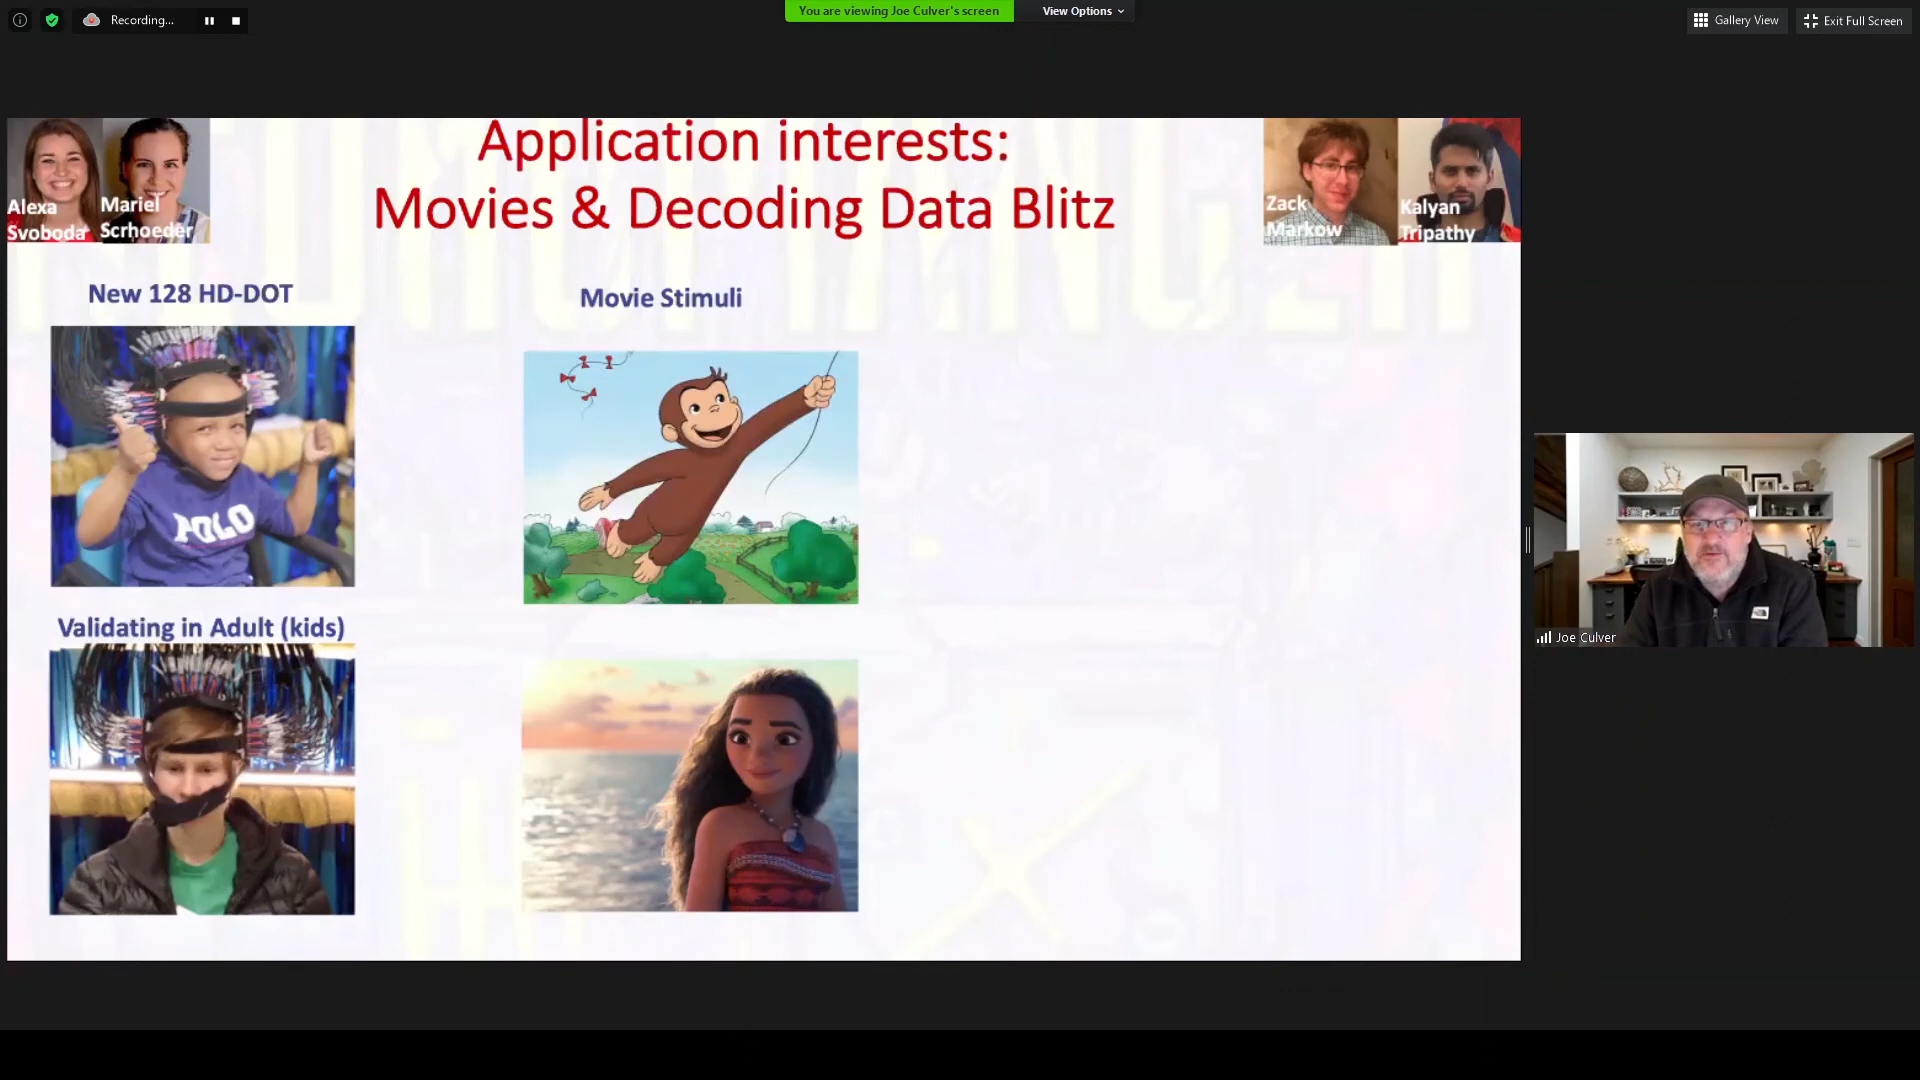 Recording...
You are viewing Joe Culver's screen
View Options
Gallery View
Exit Full Screen
Application interests:
Movies & Decoding Data Blitz
Alexa
Svoboda
Mariel
Scrhoeder
Zack
Markow
Kalyan
Tripathy
New 128 HD-DOT
Movie Stimuli
POLO
Validating in Adult (kids)
Joe Culver